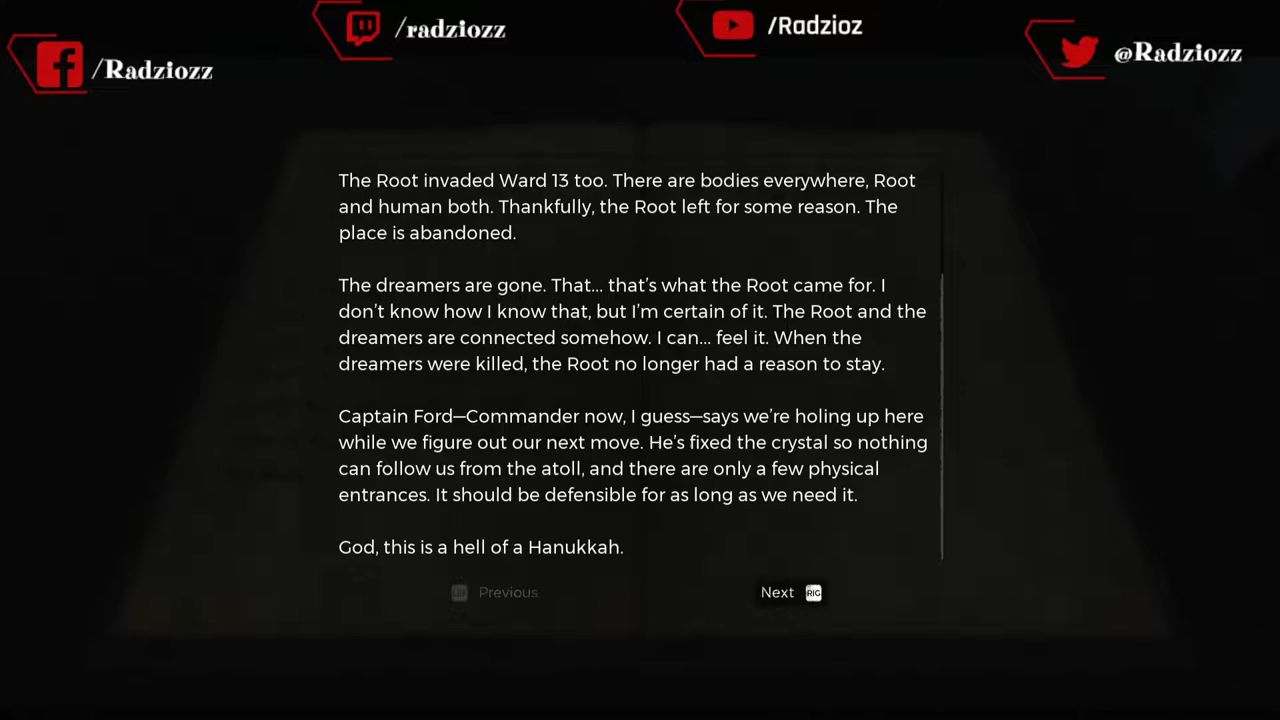 /radziozz
/Radzioz
/Radziozz
@Radziozz
The Root invaded Ward 13 too. There are bodies everywhere, Root
and human both. Thankfully, the Root left for some reason. The
place is abandoned.
The dreamers are gone. That... that's what the Root came for. I
don't know how I know that, but I'm certain of it. The Root and the
dreamers are connected somehow. I can... feel it. When the
dreamers were killed, the Root no longer had a reason to stay.
Captain Ford—Commander now, I guess—says we're holing up here
while we figure out our next move. He's fixed the crystal so nothing
can follow us from the atoll, and there are only a few physical
entrances. It should be defensible for as long as we need it.
God, this is a hell of a Hanukkah.
Previous
Next RIG